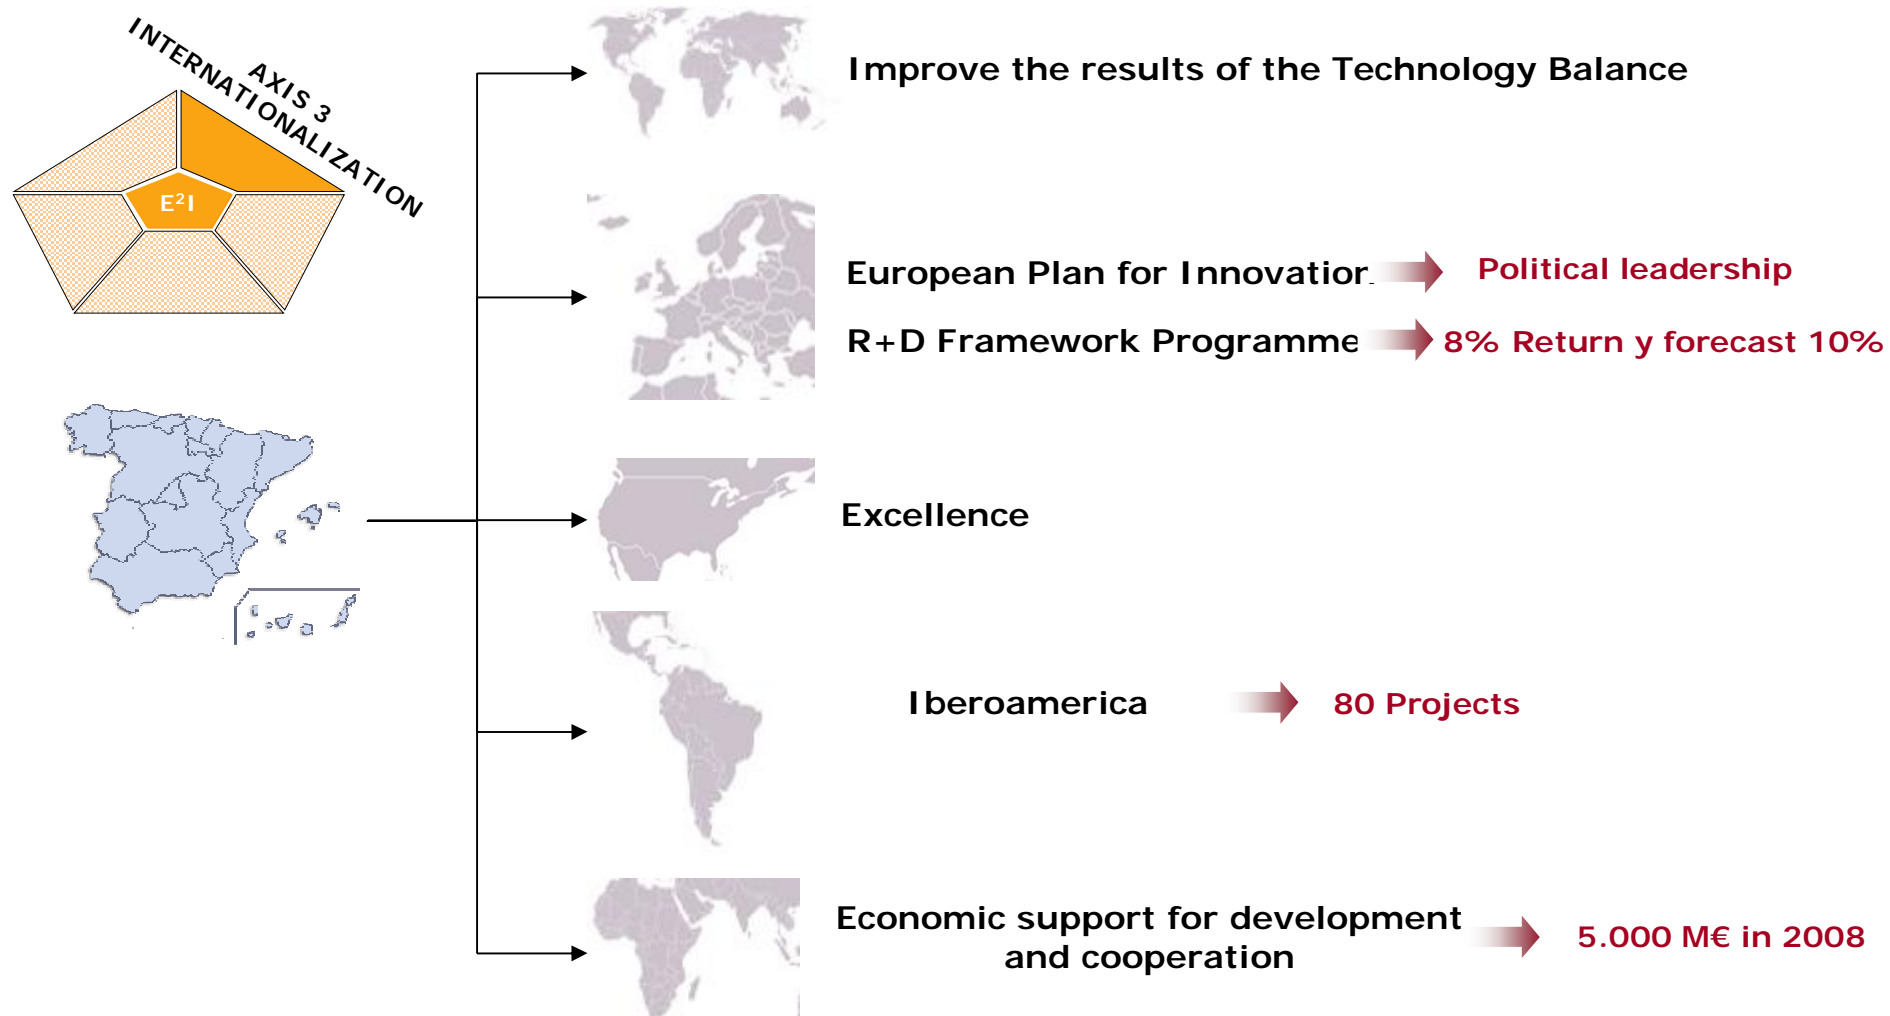 AXIS 3
INTERNATIONALIZATION
E²I
Improve the results of the Technology Balance
European Plan for Innovation
Political leadership
R+D Framework Programme
8% Return y forecast 10%
Excellence
Iberoamerica
80 Projects
Economic support for development
and cooperation
5.000 M€ in 2008